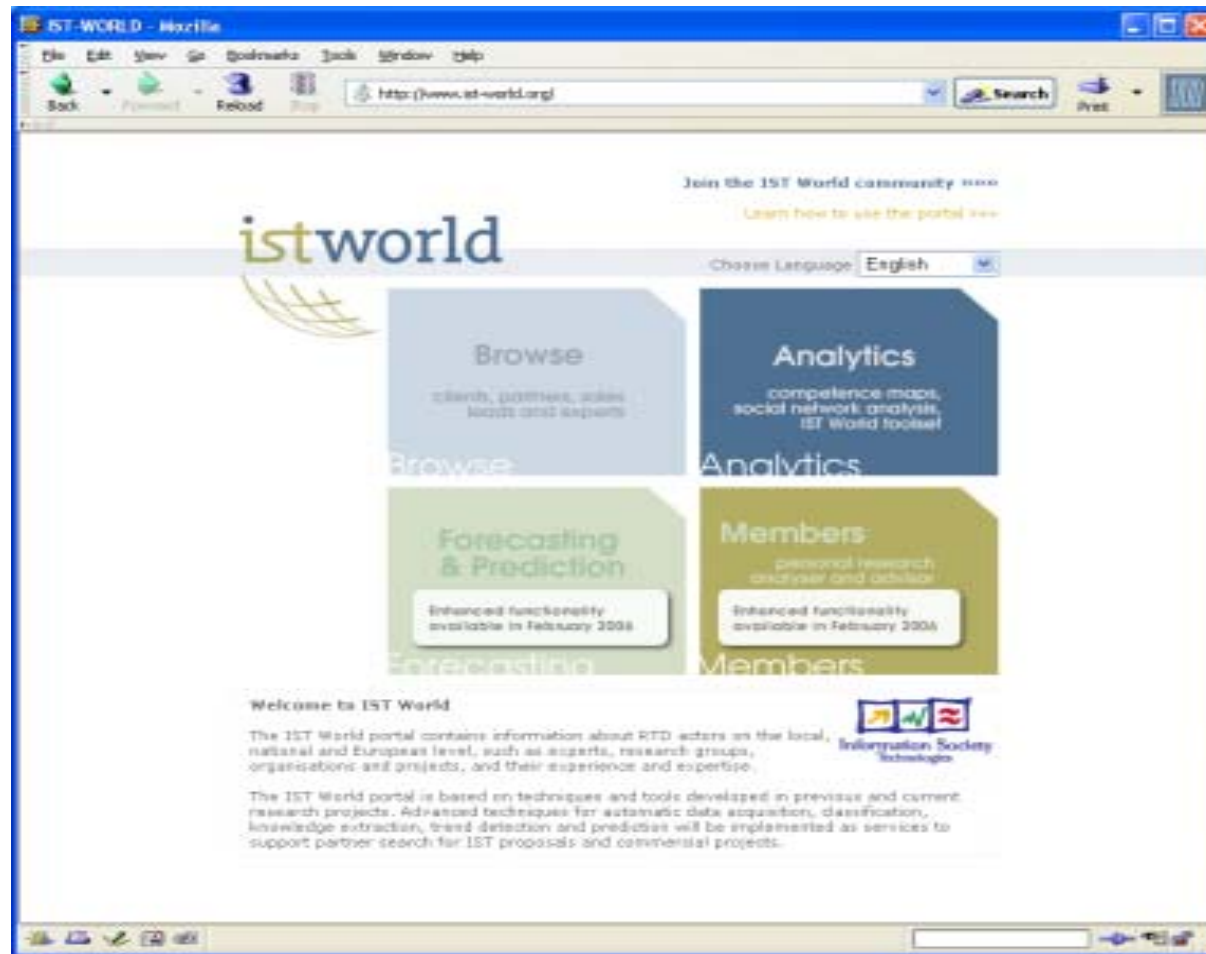 IST-WORLD - Mozilla
File Edit View Go Bookmarks Tools Window Help
Back Forward Reload Stop http://www.ist-world.org/ Search Print
Join the IST World community »»»
Learn how to use the portal »»»
istworld
Choose Language English
Browse
clients, partners, sales
leads and experts
Browse
Analytics
competence maps,
social network analysis,
IST World toolset
Analytics
Forecasting
& Prediction
Enhanced functionality
available in February 2006
Forecasting
Members
personal research
analyser and advisor
Enhanced functionality
available in February 2006
Members
Welcome to IST World
The IST World portal contains information about RTD actors on the local,
national and European level, such as experts, research groups,
organisations and projects, and their experience and expertise.
Information Society
Technologies
The IST World portal is based on techniques and tools developed in previous and current
research projects. Advanced techniques for automatic data acquisition, classification,
knowledge extraction, trend detection and prediction will be implemented as services to
support partner search for IST proposals and commercial projects.